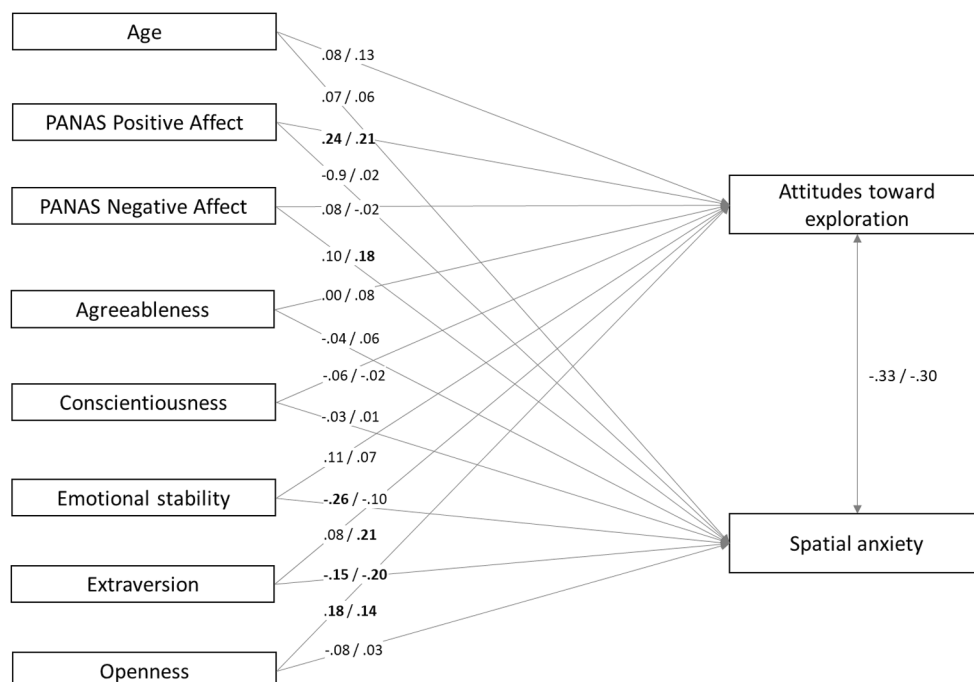 Age
.08 / .13
.07 / .06
PANAS Positive Affect
.24 / .21
-0.9 / .02
PANAS Negative Affect
.08 / -.02
.10 / .18
Agreeableness
.00 / .08
-.04 / .06
Conscientiousness
-.06 / -.02
-.03 / .01
Emotional stability
.11 / .07
-.26 / -.10
Extraversion
.08 / .21
-.15 / -.20
Openness
.18 / .14
-.08 / .03
Attitudes toward
exploration
-.33 / -.30
Spatial anxiety